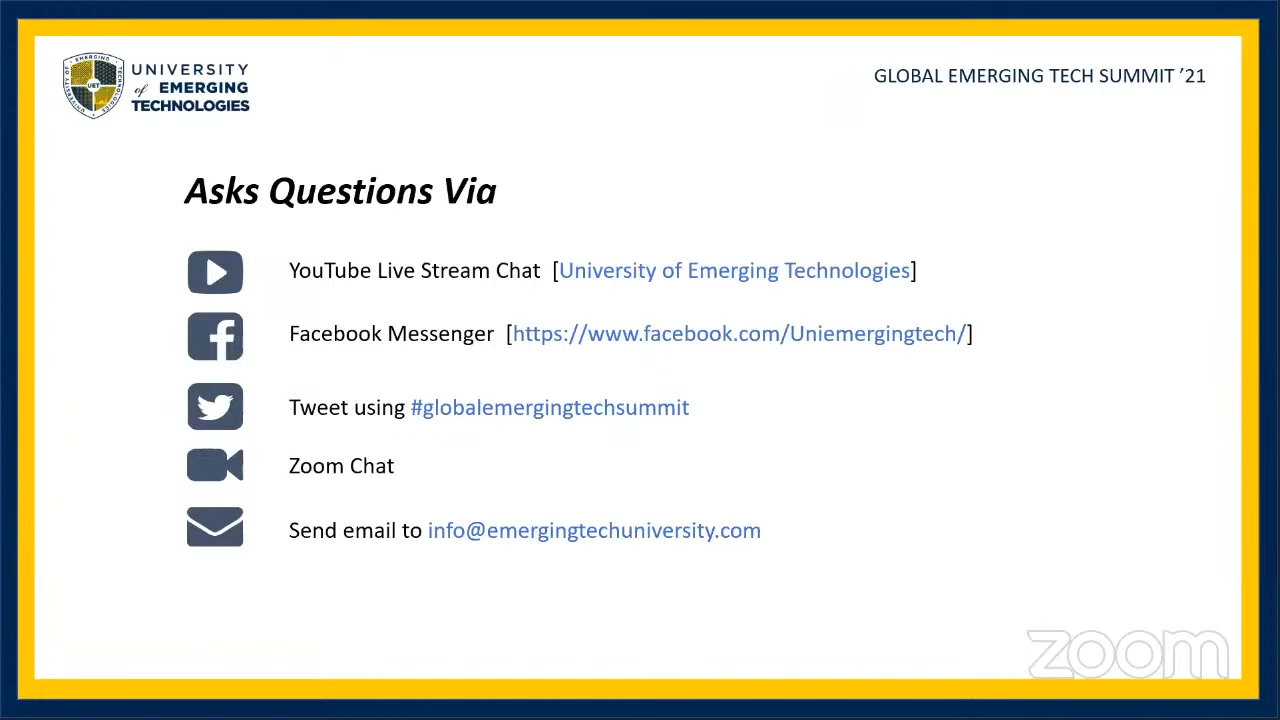 UNIVERSITY
of EMERGING
TECHNOLOGIES
UET
GLOBAL EMERGING TECH SUMMIT ’21
Asks Questions Via
YouTube Live Stream Chat [University of Emerging Technologies]
Facebook Messenger [https://www.facebook.com/Uniemergingtech/]
Tweet using #globalemergingtechsummit
Zoom Chat
Send email to info@emergingtechuniversity.com
zoom